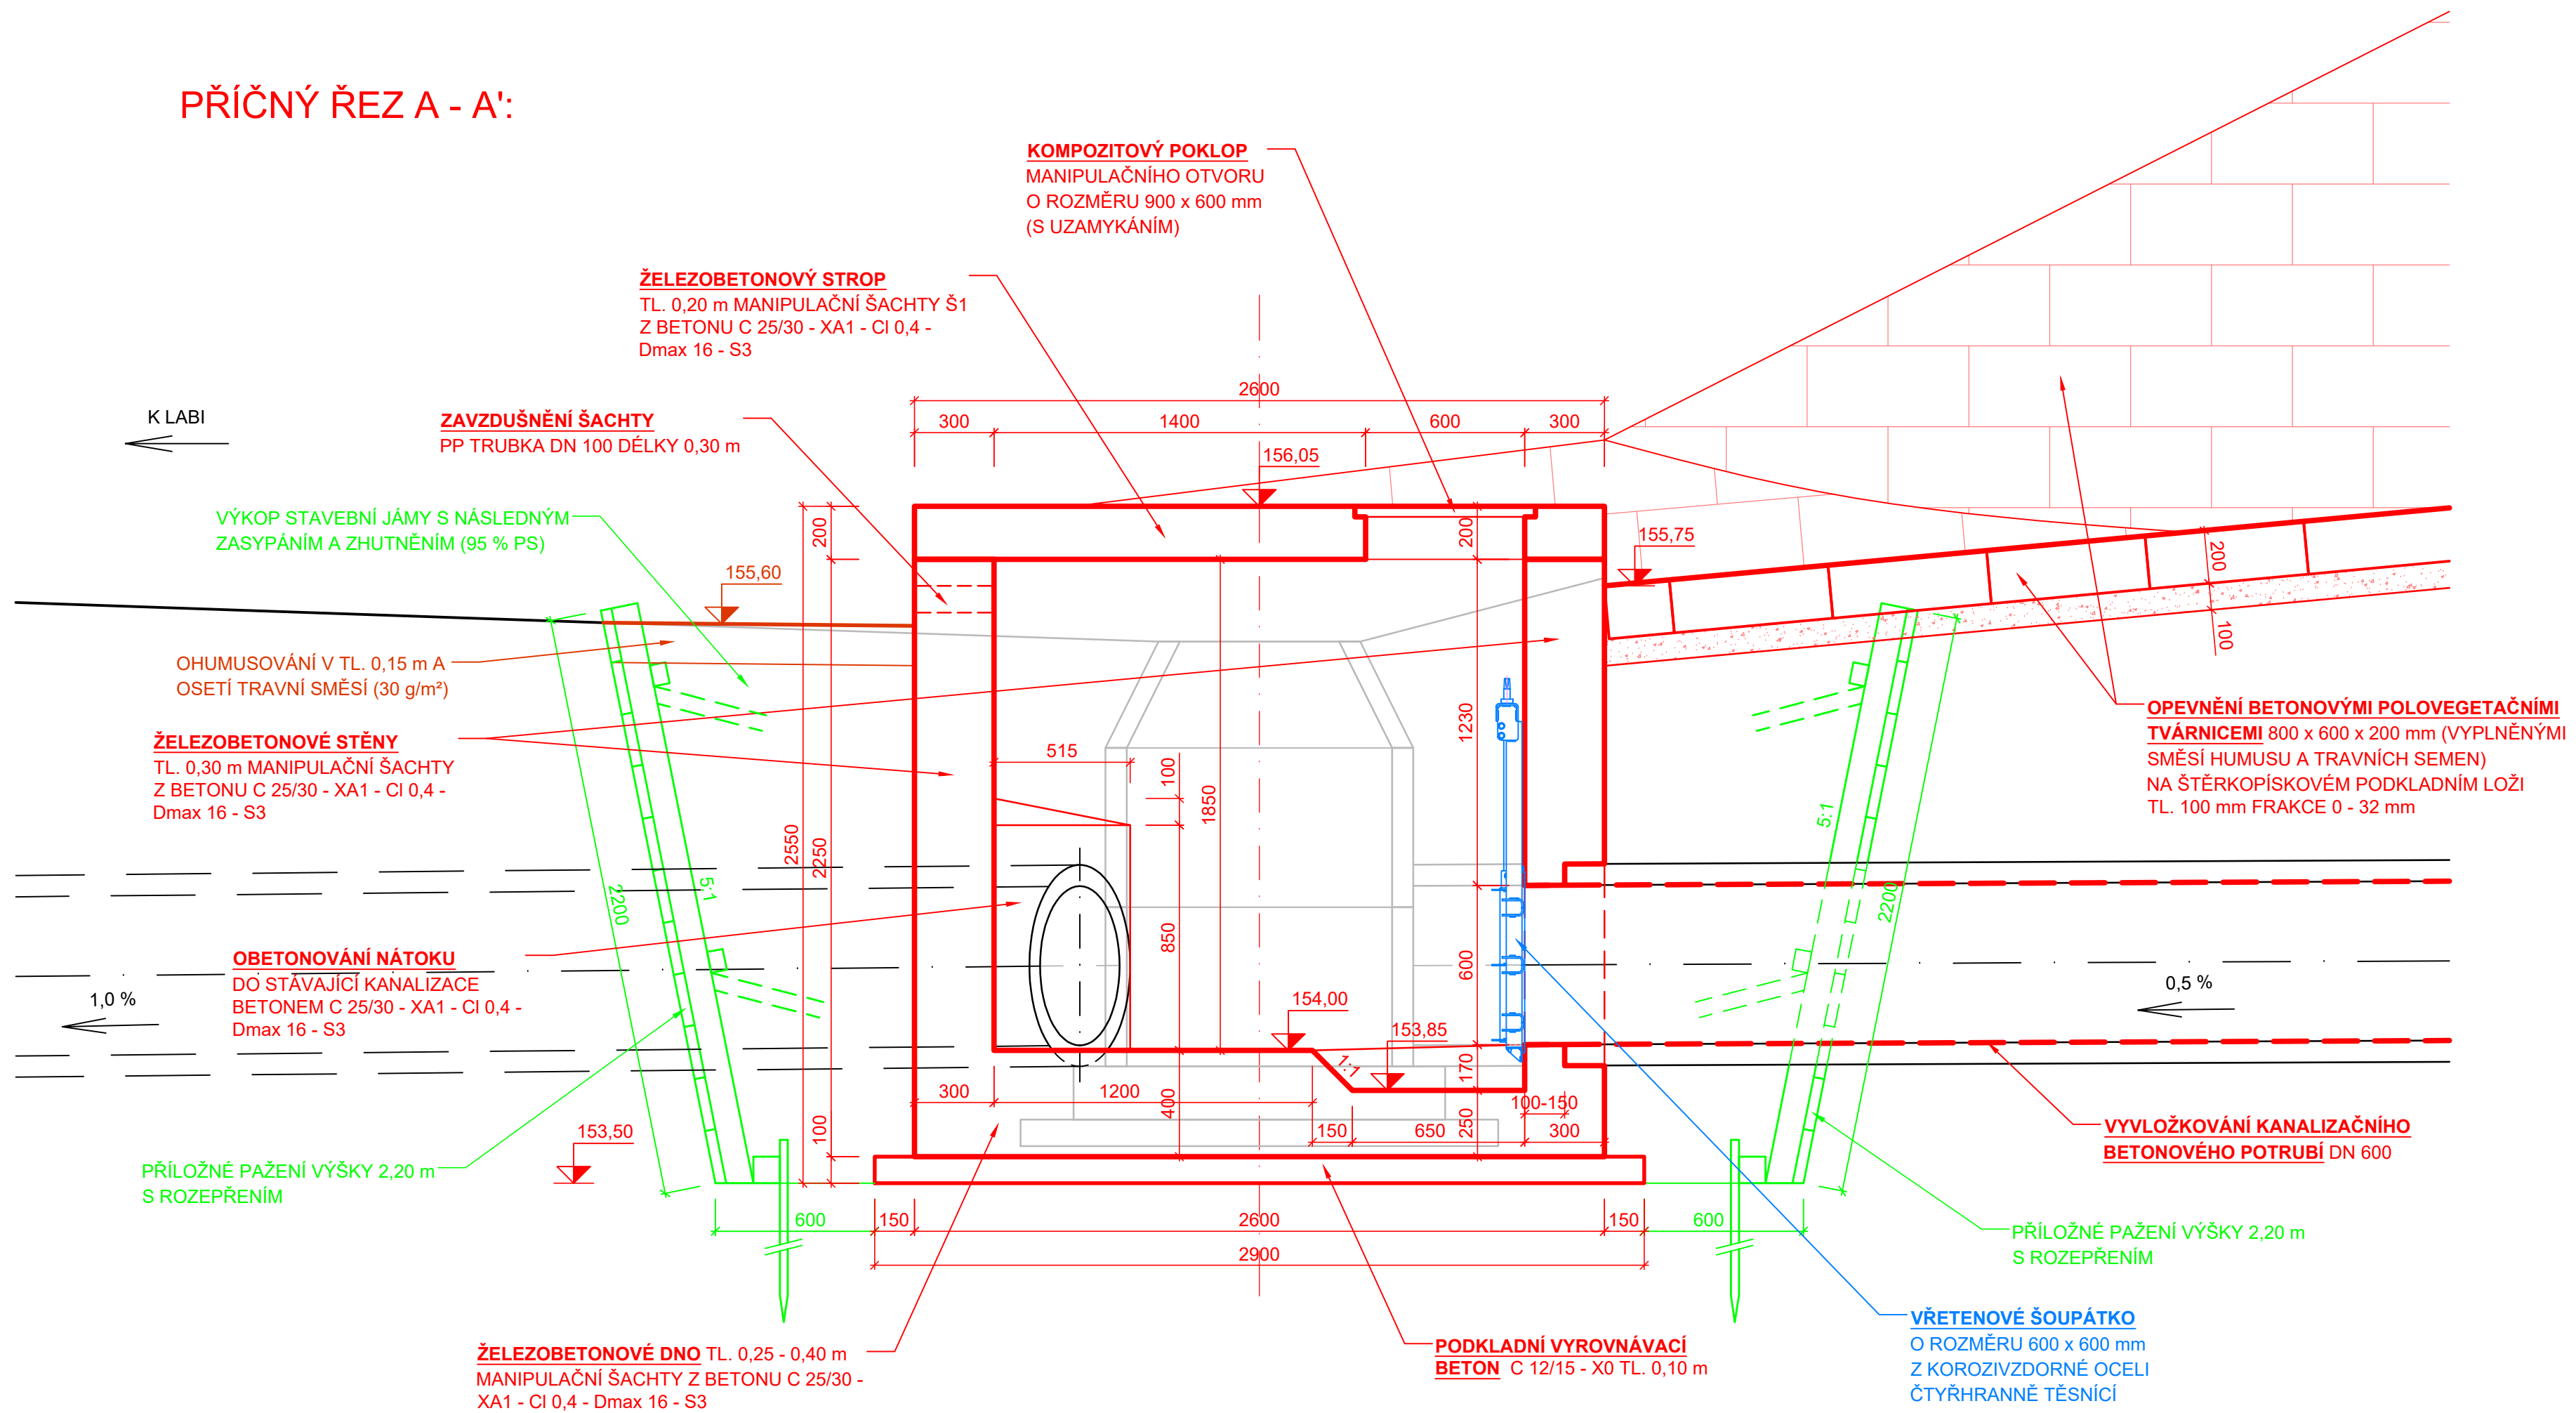 PŘÍČNÝ ŘEZ A - A':
KOMPOZITOVÝ POKLOP
MANIPULAČNÍHO OTVORU
O ROZMĚRU 900 x 600 mm
(S UZAMYKÁNÍM)
ŽELEZOBETONOVÝ STROP
TL. 0,20 m MANIPULAČNÍ ŠACHTY Š1
Z BETONU C 25/30 - XA1 - Cl 0,4 -
Dmax 16 - S3
K LABI
ZAVZDUŠNĚNÍ ŠACHTY
PP TRUBKA DN 100 DÉLKY 0,30 m
2600
300
1400
600
300
156,05
VÝKOP STAVEBNÍ JÁMY S NÁSLEDNÝM
ZASYPÁNÍM A ZHUTNĚNÍM (95 % PS)
200
200
155,75
200
100
155,60
OHUMUSOVÁNÍ V TL. 0,15 m A
OSETÍ TRAVNÍ SMĚSÍ (30 g/m²)
ŽELEZOBETONOVÉ STĚNY
TL. 0,30 m MANIPULAČNÍ ŠACHTY
Z BETONU C 25/30 - XA1 - Cl 0,4 -
Dmax 16 - S3
515
100
1850
1230
2550
2250
OPEVNĚNÍ BETONOVÝMI POLOVEGETAČNÍMI
TVÁRNICEMI 800 x 600 x 200 mm (VYPLNĚNÝMI
SMĚSÍ HUMUSU A TRAVNÍCH SEMEN)
NA ŠTĚRKOPÍSKOVÉM PODKLADNÍM LOŽI
TL. 100 mm FRAKCE 0 - 32 mm
5:1
2200
5:1
2200
850
600
OBETONOVÁNÍ NÁTOKU
DO STÁVAJÍCÍ KANALIZACE
BETONEM C 25/30 - XA1 - Cl 0,4 -
Dmax 16 - S3
1,0 %
0,5 %
154,00
153,85
1:1
170
300
1200
400
100-150
150
650
250
300
100
153,50
VYVLOŽKOVÁNÍ KANALIZAČNÍHO
BETONOVÉHO POTRUBÍ DN 600
PŘÍLOŽNÉ PAŽENÍ VÝŠKY 2,20 m
S ROZEPŘENÍM
600
150
2600
150
600
2900
PŘÍLOŽNÉ PAŽENÍ VÝŠKY 2,20 m
S ROZEPŘENÍM
ŽELEZOBETONOVÉ DNO TL. 0,25 - 0,40 m
MANIPULAČNÍ ŠACHTY Z BETONU C 25/30 -
XA1 - Cl 0,4 - Dmax 16 - S3
PODKLADNÍ VYROVNÁVACÍ
BETON C 12/15 - X0 TL. 0,10 m
VŘETENOVÉ ŠOUPÁTKO
O ROZMĚRU 600 x 600 mm
Z KOROZIVZDORNÉ OCELI
ČTYŘHRANNĚ TĚSNÍCÍ